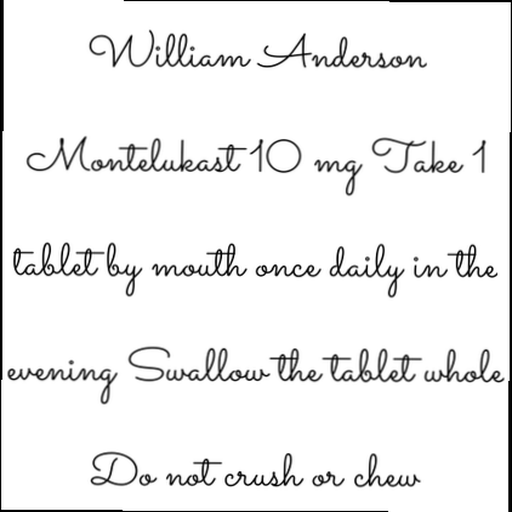 William Anderson
Montelukast 10 mg Take 1
tablet by mouth once daily in the
evening Swallow the tablet whole
Do not crush or chew